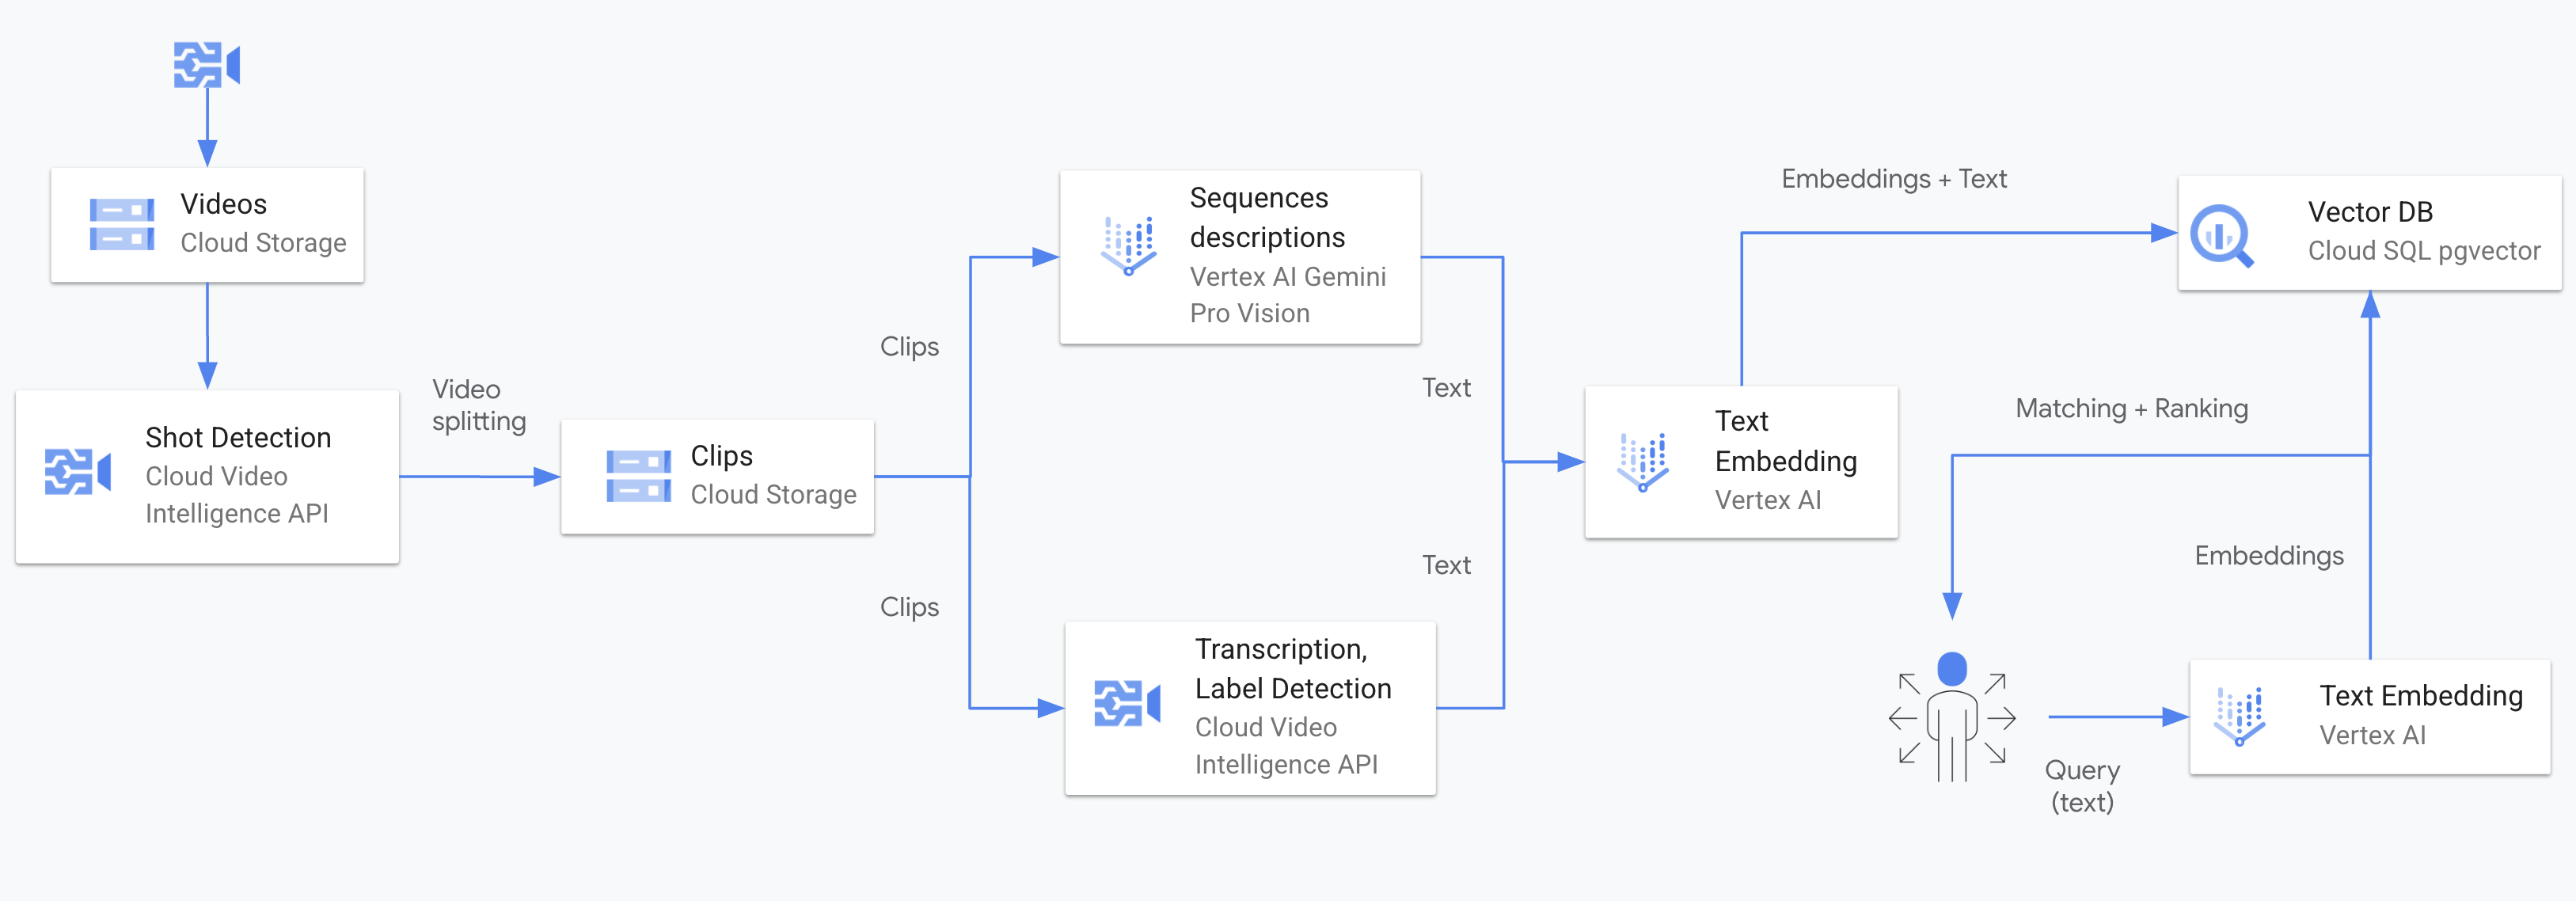 Videos
Cloud Storage
Shot Detection
Cloud Video
Intelligence API
Video
splitting
Clips
Cloud Storage
Clips
Clips
Sequences
descriptions
Vertex AI Gemini
Pro Vision
Transcription,
Label Detection
Cloud Video
Intelligence API
Text
Text
Text
Embedding
Vertex AI
Embeddings + Text
Vector DB
Cloud SQL pgvector
Matching + Ranking
Embeddings
Query
(text)
Text Embedding
Vertex AI